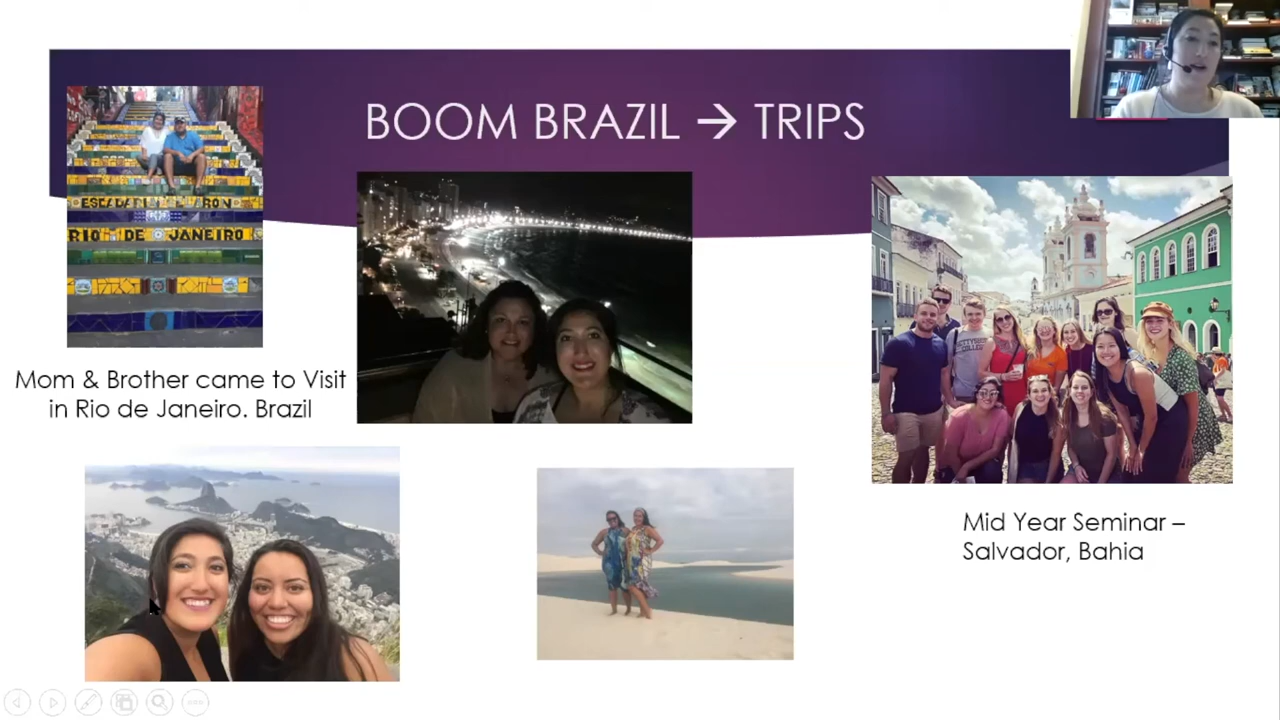 BOOM BRAZIL → TRIPS
RIO DE JANEIRO
Mom & Brother came to Visit
in Rio de Janeiro. Brazil
Mid Year Seminar –
Salvador, Bahia